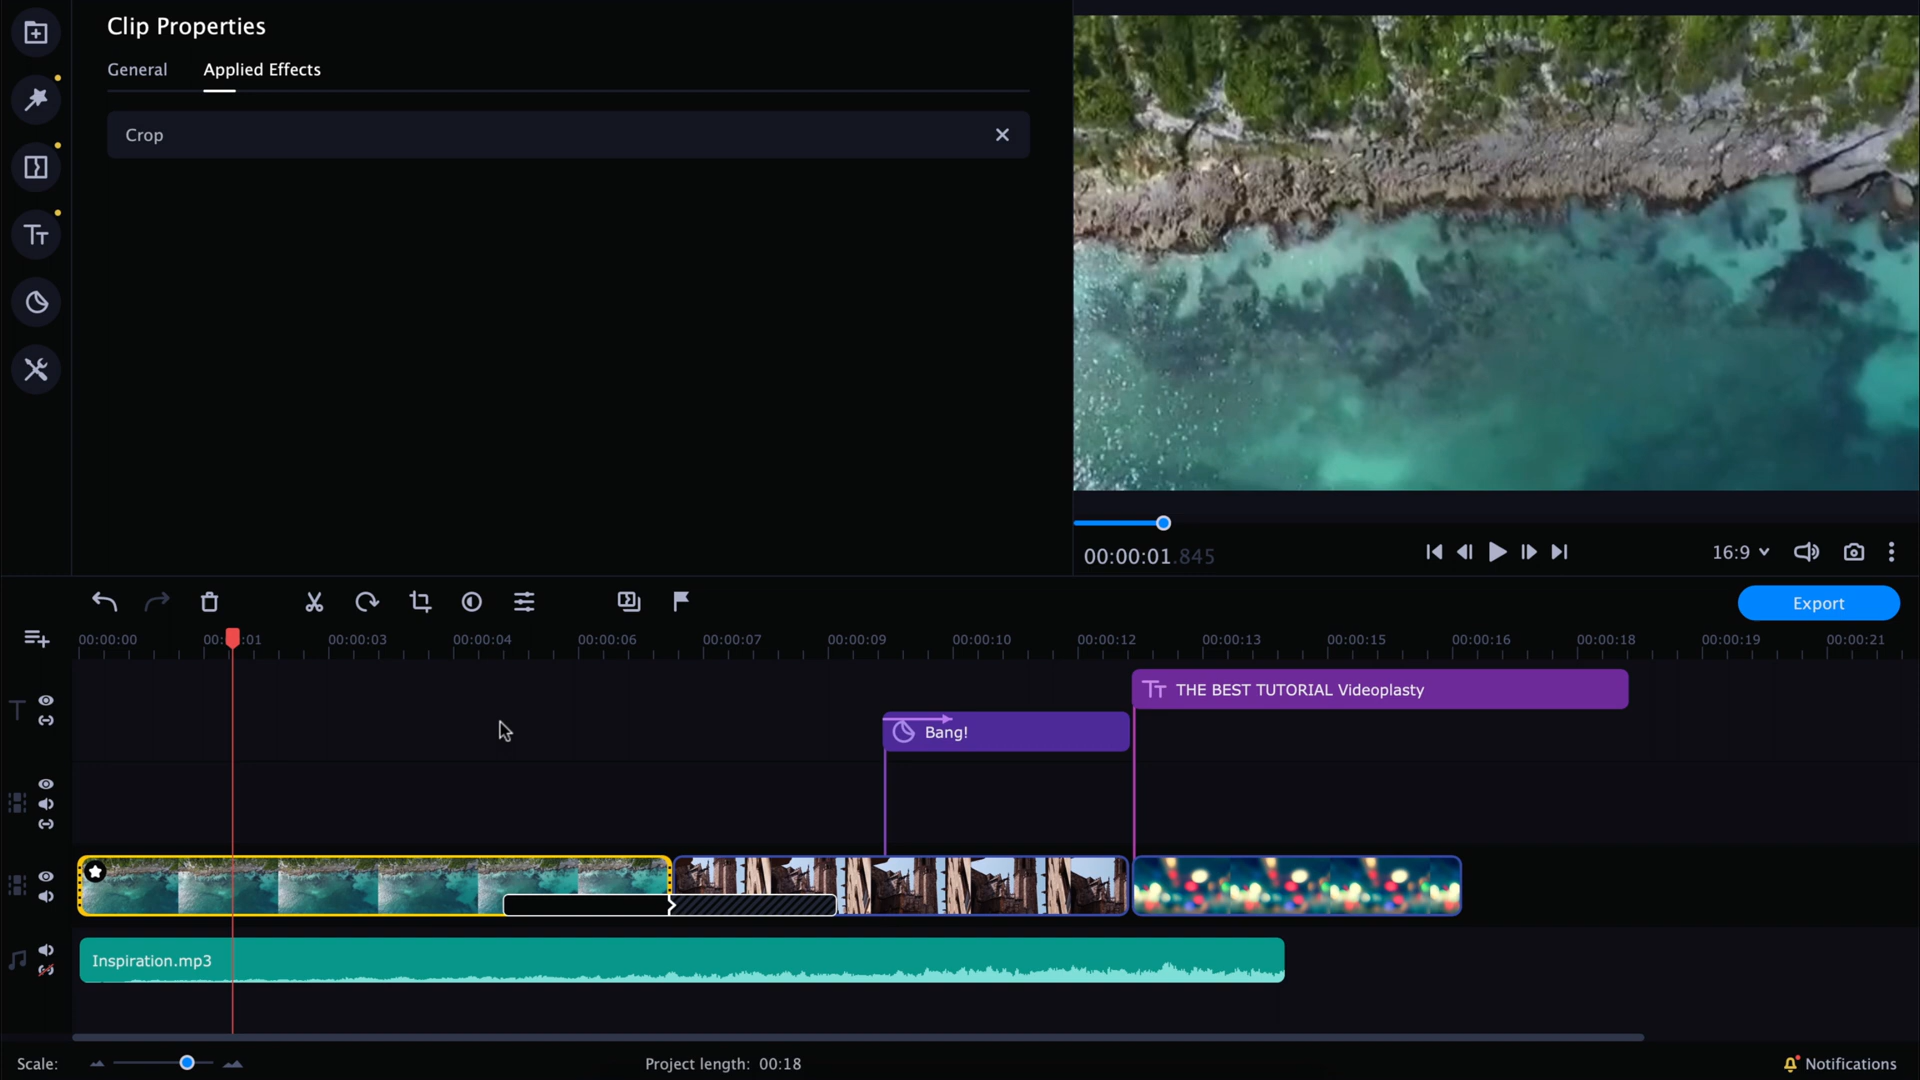 Clip Properties
General Applied Effects
Crop
00:00:01.845
16:9
Export
00:00:00 00:00:01 00:00:03 00:00:04 00:00:06 00:00:07 00:00:09 00:00:10 00:00:12 00:00:13 00:00:15 00:00:16 00:00:18 00:00:19 00:00:21
THE BEST TUTORIAL Videoplasty
Bang!
Inspiration.mp3
Scale: Project length: 00:18 Notifications